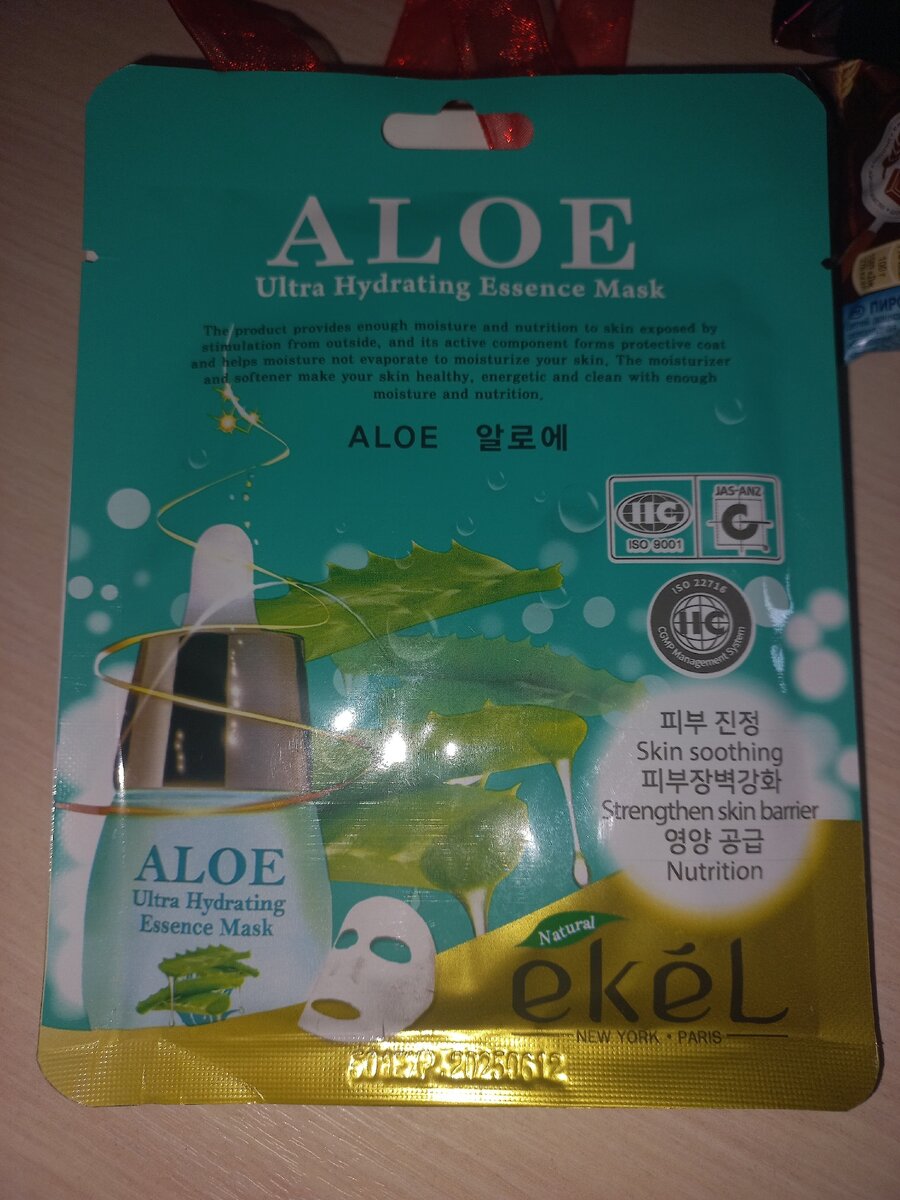 ALOE
Ultra Hydrating Essence Mask
The product provides enough moisture and nutrition to skin exposed by
stimulation from outside, and its active component forms protective coat
and helps moisture not evaporate to moisturize your skin. The moisturizer
and softener make your skin healthy, energetic and clean with enough
moisture and nutrition.
ALOE 알로에
IIC
ISO 9001
JAS-ANZ
ISO 22716
IIC
CGMP Management System
피부 진정
Skin soothing
피부장벽강화
Strengthen skin barrier
영양 공급
Nutrition
ALOE
Ultra Hydrating
Essence Mask
Natural
ekéL
NEW YORK • PARIS
20250612
ПИР